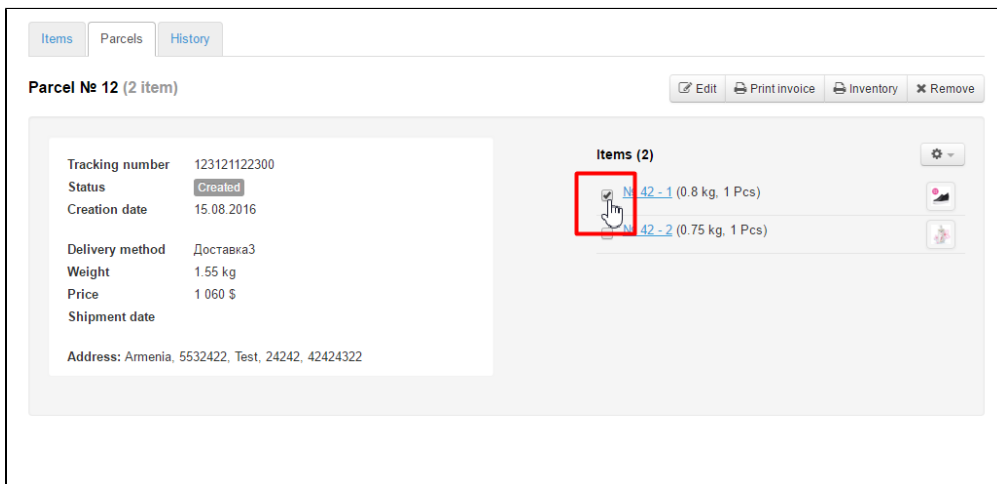 Items Parcels History
Parcel № 12 (2 item)
Edit Print invoice Inventory Remove
Tracking number 123121122300
Status Created
Creation date 15.08.2016
Delivery method Доставка3
Weight 1.55 kg
Price 1 060 $
Shipment date
Address: Armenia, 5532422, Test, 24242, 42424322
Items (2)
№ 42 - 1 (0.8 kg, 1 Pcs)
№ 42 - 2 (0.75 kg, 1 Pcs)